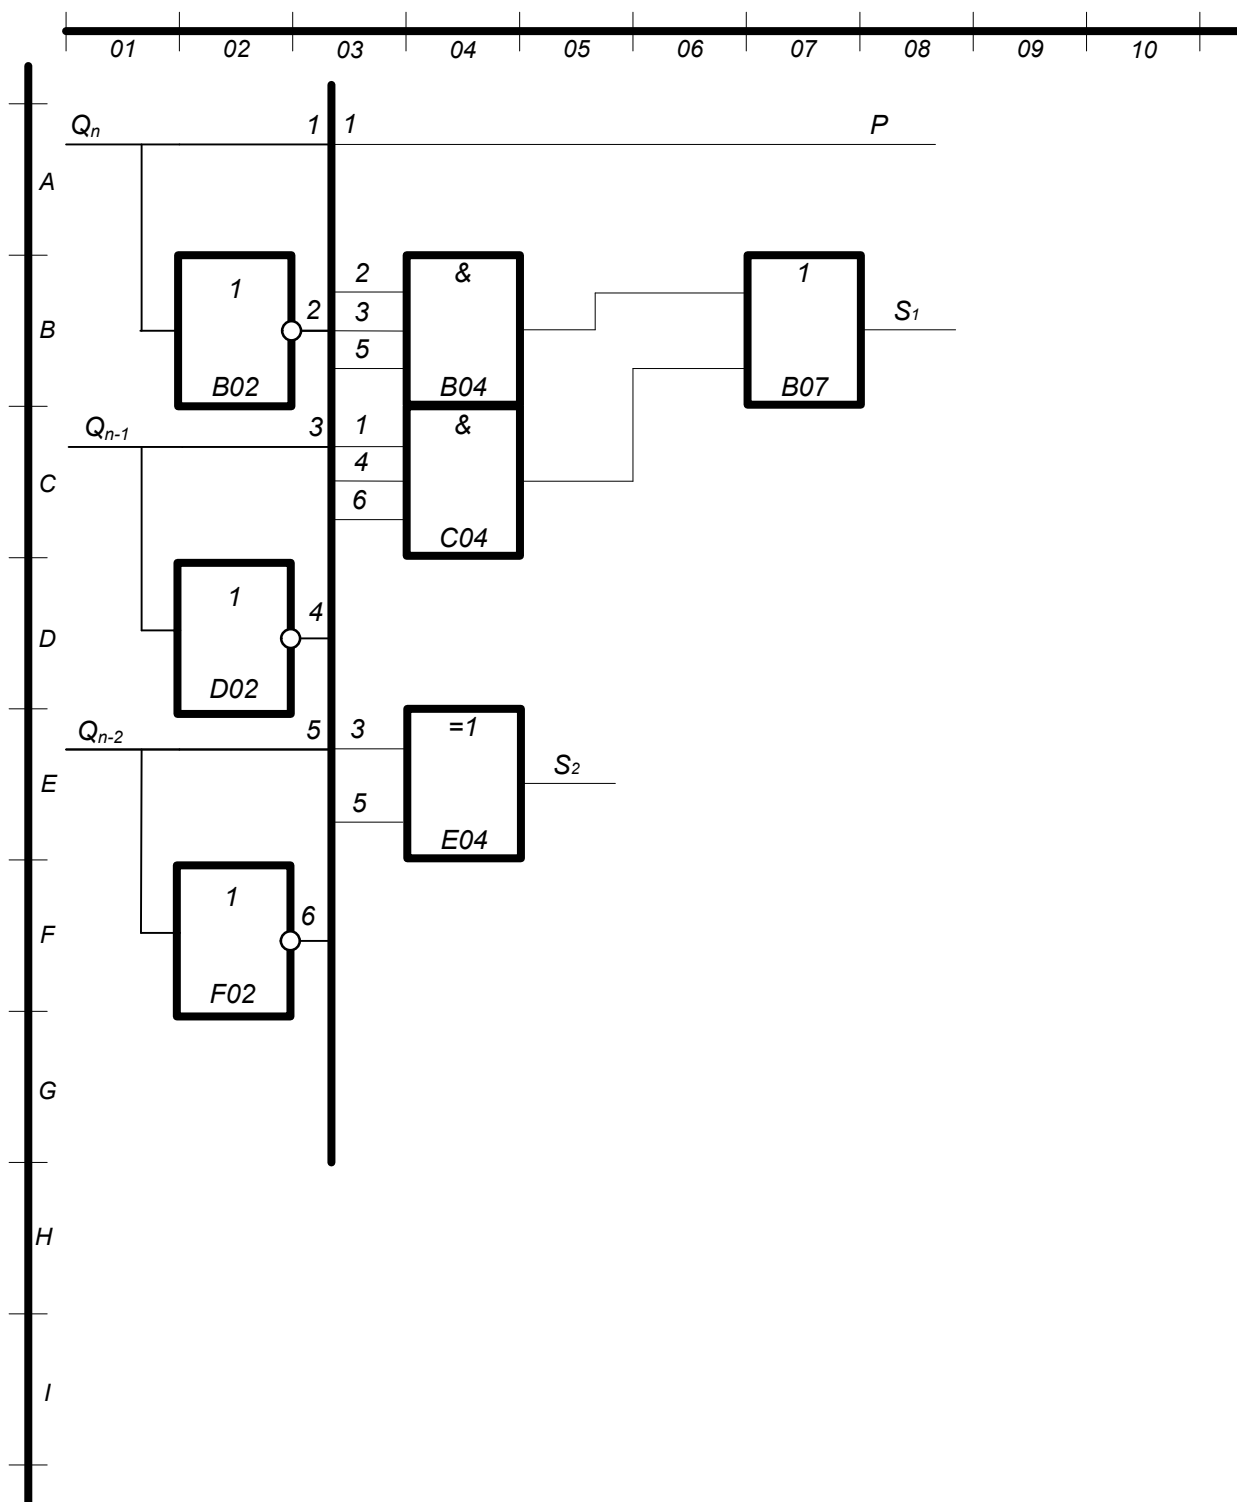 01 02 03 04 05 06 07 08 09 10
Qn 1 1 P
A
1 2 2 & 1
B 3 S1
5
B02 B04 B07
Qn-1 3 1 &
C 4
6
C04
1 4
D
D02
Qn-2 5 3 =1
E S2
5
E04
1 6
F
F02
G
H
I